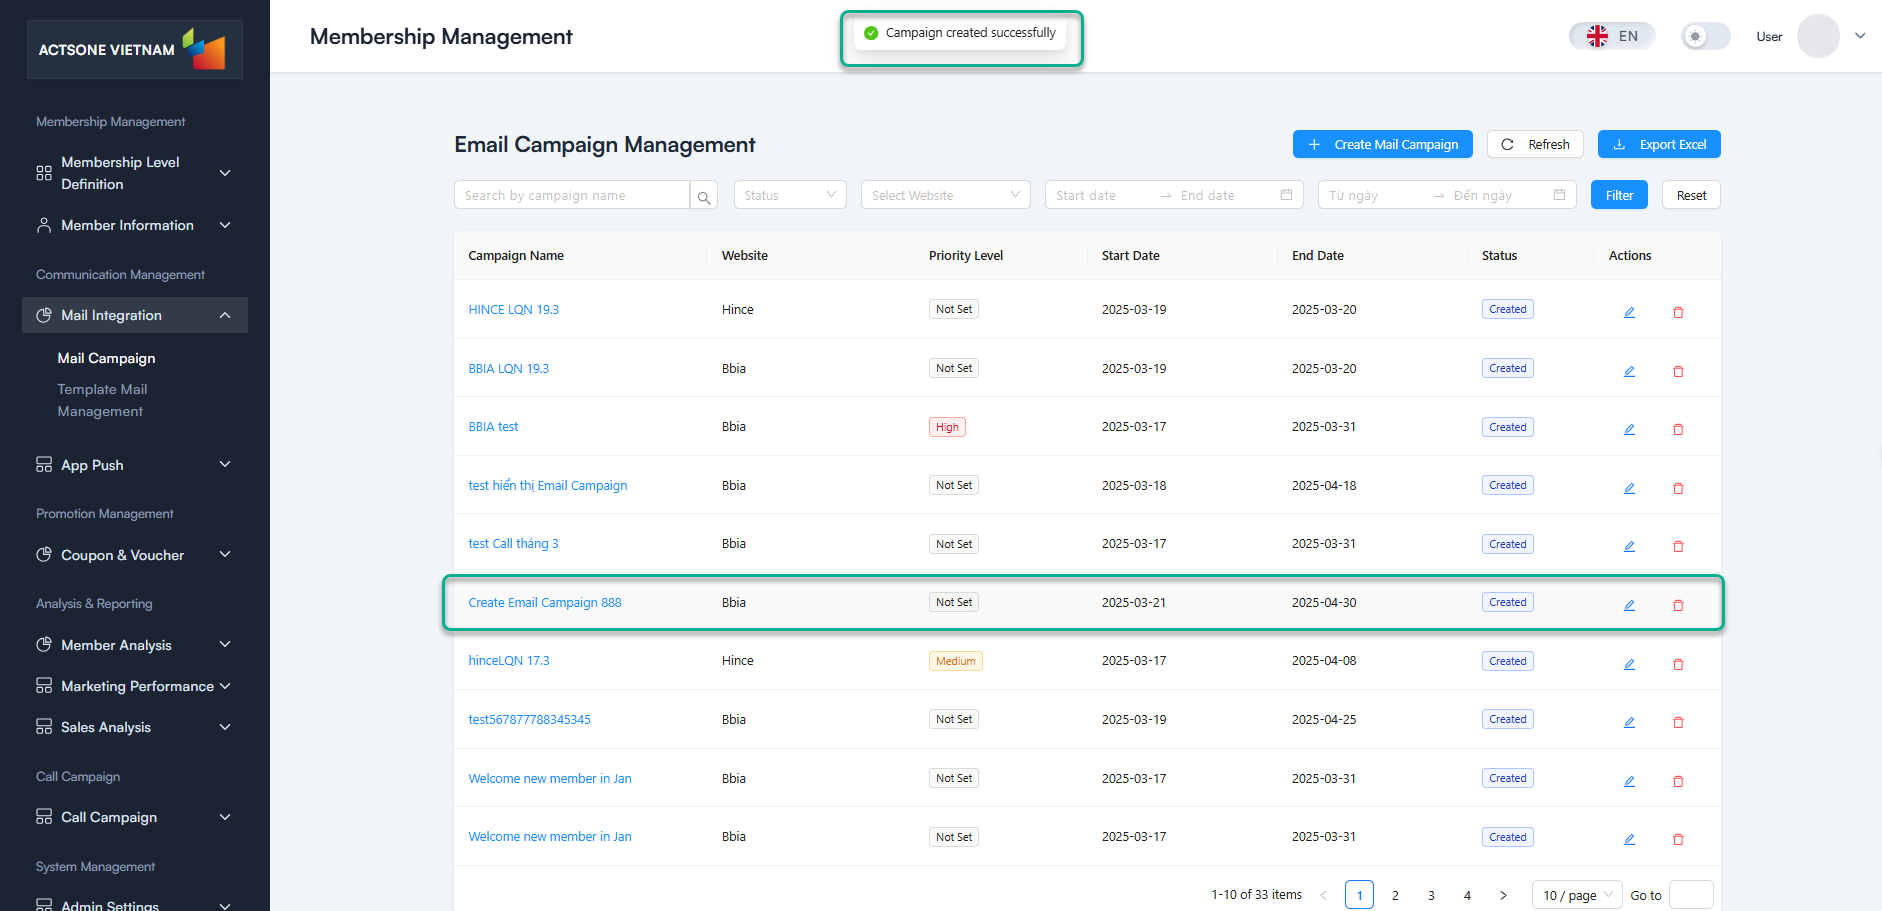 ACTSONE VIETNAM
Membership Management
Membership Level
Definition
Member Information
Communication Management
Mail Integration
Mail Campaign
Template Mail
Management
App Push
Promotion Management
Coupon & Voucher
Analysis & Reporting
Member Analysis
Marketing Performance
Sales Analysis
Call Campaign
Call Campaign
System Management
Admin Settings
Membership Management
Campaign created successfully
EN
User
Email Campaign Management
Create Mail Campaign
Refresh
Export Excel
Search by campaign name
Status
Select Website
Start date
End date
Từ ngày
Đến ngày
Filter
Reset
Campaign Name Website Priority Level Start Date End Date Status Actions
HINCE LQN 19.3 Hince Not Set 2025-03-19 2025-03-20 Created
BBIA LQN 19.3 Bbia Not Set 2025-03-19 2025-03-20 Created
BBIA test Bbia High 2025-03-17 2025-03-31 Created
test hiển thị Email Campaign Bbia Not Set 2025-03-18 2025-04-18 Created
test Call tháng 3 Bbia Not Set 2025-03-17 2025-03-31 Created
Create Email Campaign 888 Bbia Not Set 2025-03-21 2025-04-30 Created
hinceLQN 17.3 Hince Medium 2025-03-17 2025-04-08 Created
test567877788345345 Bbia Not Set 2025-03-19 2025-04-25 Created
Welcome new member in Jan Bbia Not Set 2025-03-17 2025-03-31 Created
Welcome new member in Jan Bbia Not Set 2025-03-17 2025-03-31 Created
1-10 of 33 items < 1 2 3 4 > 10 / page Go to